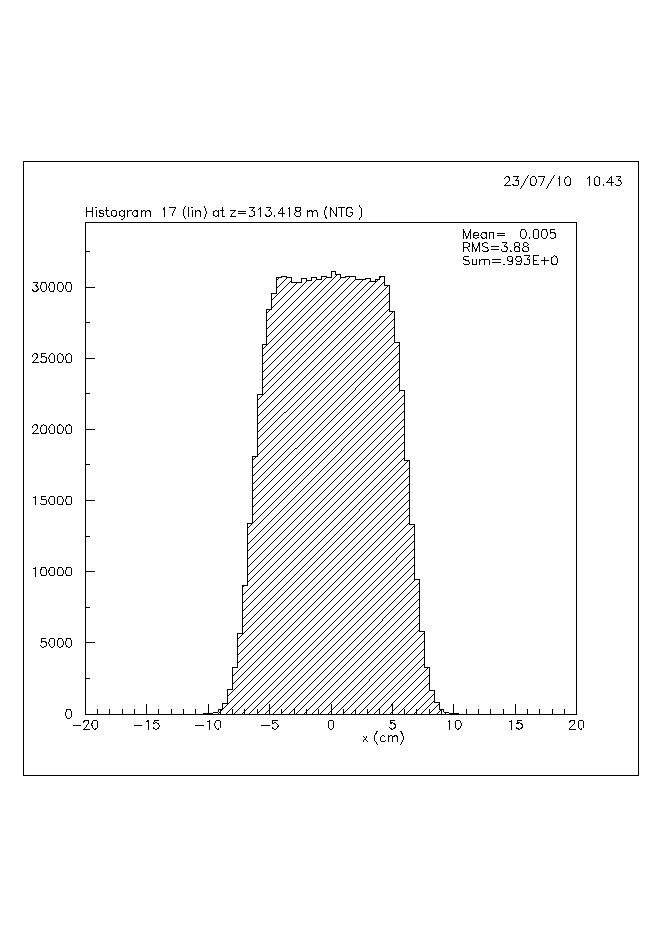 23/07/10 10.43
Histogram 17 (lin) at z=313.418 m (NTG )
Mean= 0.005
RMS=3.88
Sum=.993E+0
30000
25000
20000
15000
10000
5000
0
-20 -15 -10 -5 0 5 10 15 20
x (cm)